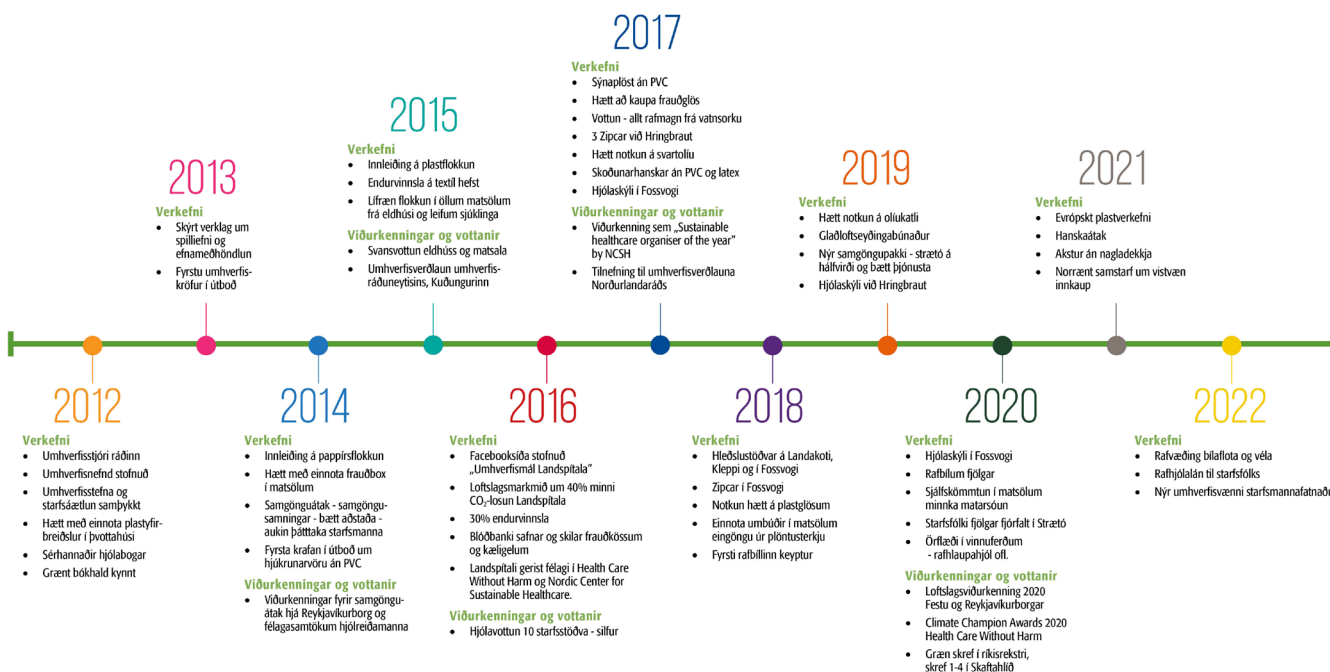 2012
Verkefni
• Umhverfisstjóri ráðinn
• Umhverfisnefnd stofnuð
• Umhverfisstefna og
starfsáætlun samþykkt
• Hætt með einnota plastyfir-
breiðslur í þvottahúsi
• Sérhannaðir hjólabogar
• Grænt bókhald kynnt
2013
Verkefni
• Skýrt verklag um
spilliefni og
efnameðhöndlun
• Fyrstu umhverfis-
kröfur í útboð
2014
Verkefni
• Innleiðing á pappírsflokkun
• Hætt með einnota frauðbox
í matsölum
• Samgönguátak - samgöngu-
samningar - bætt aðstaða -
aukin þátttaka starfsmanna
• Fyrsta krafan í útboð um
hjúkrunarvöru án PVC
Viðurkenningar og vottanir
• Viðurkenningar fyrir samgöngu-
átak hjá Reykjavíkurborg og
félagasamtökum hjólreiðamanna
2015
Verkefni
• Innleiðing á plastflokkun
• Endurvinnsla á textíl hefst
• Lífræn flokkun í öllum matsölum
frá eldhúsi og leifum sjúklinga
Viðurkenningar og vottanir
• Svansvottun eldhúss og matsala
• Umhverfisverðlaun umhverfis-
ráðuneytisins, Kuðungurinn
2016
Verkefni
• Facebooksíða stofnuð
„Umhverfismál Landspítala”
• Loftslagsmarkmið um 40% minni
CO₂-losun Landspítala
• 30% endurvinnsla
• Blóðbanki safnar og skilar frauðkössum
og kæligelum
• Landspítali gerist félagi í Health Care
Without Harm og Nordic Center for
Sustainable Healthcare.
Viðurkenningar og vottanir
• Hjólavottun 10 starfsstöðva - silfur
2017
Verkefni
• Sýnaplöst án PVC
• Hætt að kaupa frauðglös
• Vottun - allt rafmagn frá vatnsorku
• 3 Zipcar við Hringbraut
• Hætt notkun á svartolíu
• Skoðunarhanskar án PVC og latex
• Hjólaskýli í Fossvogi
Viðurkenningar og vottanir
• Viðurkenning sem „Sustainable
healthcare organiser of the year”
by NCSH
• Tilnefning til umhverfisverðlauna
Norðurlandaráðs
2018
Verkefni
• Hleðslustöðvar á Landakoti,
Kleppi og í Fossvogi
• Zipcar í Fossvogi
• Notkun hætt á plastglösum
• Einnota umbúðir í matsölum
eingöngu úr plöntusterkju
• Fyrsti rafbíllinn keyptur
2019
Verkefni
• Hætt notkun á olíukatli
• Glaðloftseyðingabúnaður
• Nýr samgöngupakki - strætó á
hálfvirði og bætt þjónusta
• Hjólaskýli við Hringbraut
2020
Verkefni
• Hjólaskýli í Fossvogi
• Rafbílum fjölgar
• Sjálfskömmtun í matsölum
minnka matarsóun
• Starfsfólki fjölgar fjórfalt í Strætó
• Örflæði í vinnuferðum
- rafhlaupahjól ofl.
Viðurkenningar og vottanir
• Loftslagsviðurkenning 2020
Festu og Reykjavíkurborgar
• Climate Champion Awards 2020
Health Care Without Harm
• Græn skref í ríkisrekstri,
skref 1-4 í Skaftahlíð
2021
Verkefni
• Evrópskt plastverkefni
• Hanskaátak
• Akstur án nagladekkja
• Norrænt samstarf um vistvæn
innkaup
2022
Verkefni
• Rafvæðing bílaflota og véla
• Rafhjólalán til starfsfólks
• Nýr umhverfisvænni starfsmannafatnaðu